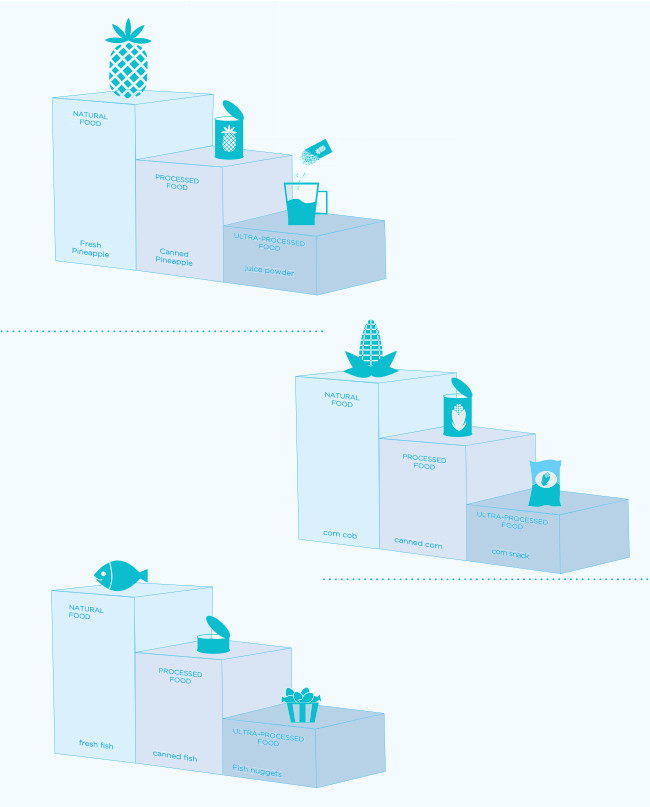 NATURAL
FOOD
Fresh
Pineapple
PROCESSED
FOOD
Canned
Pineapple
ULTRA-PROCESSED
FOOD
juice powder
NATURAL
FOOD
corn cob
PROCESSED
FOOD
canned corn
ULTRA-PROCESSED
FOOD
corn snack
NATURAL
FOOD
fresh fish
PROCESSED
FOOD
canned fish
ULTRA-PROCESSED
FOOD
Fish nuggets